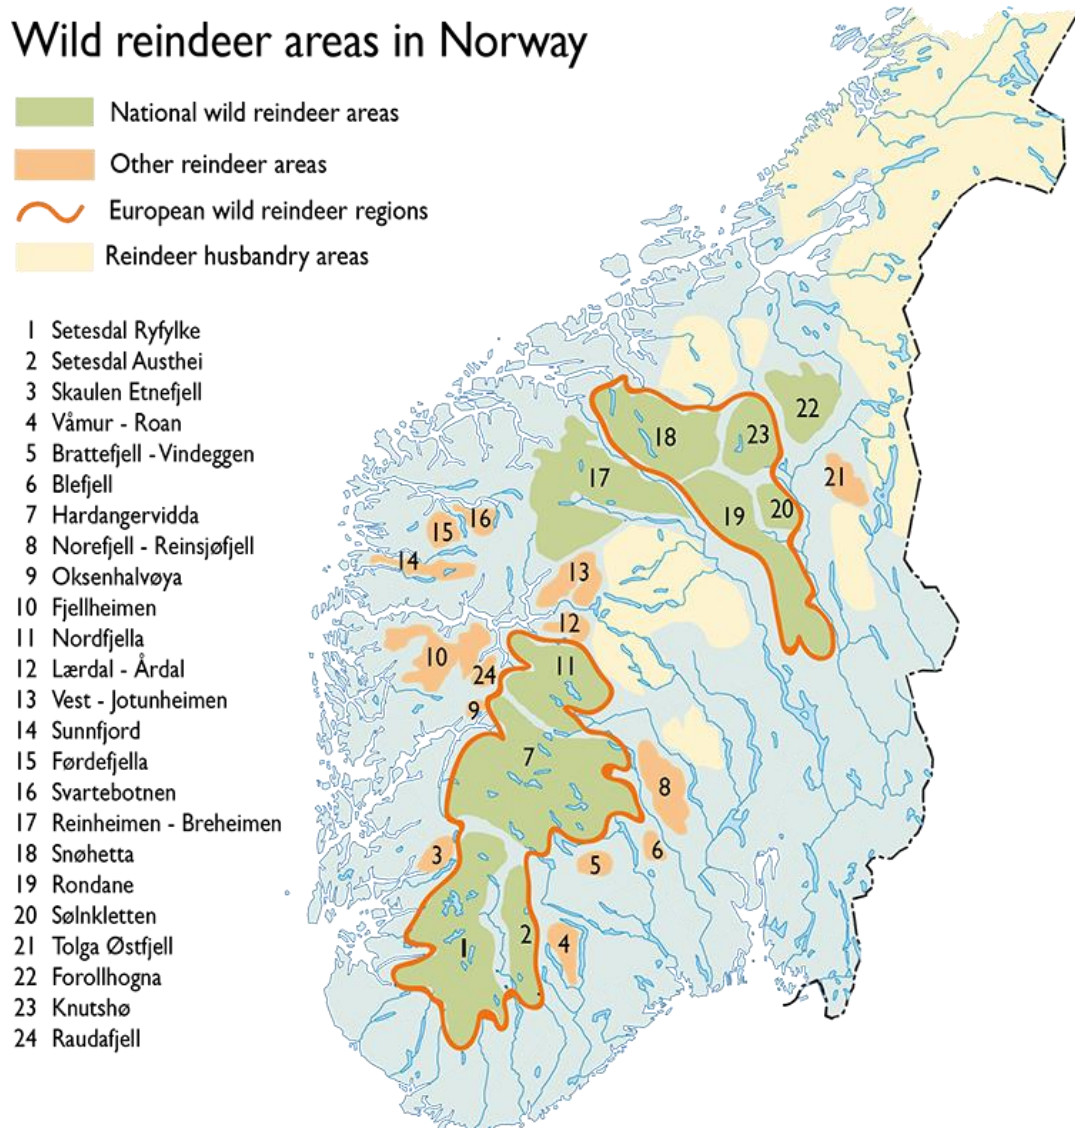 Wild reindeer areas in Norway
National wild reindeer areas
Other reindeer areas
European wild reindeer regions
Reindeer husbandry areas
1 Setesdal Ryfylke
2 Setesdal Austhei
3 Skaulen Etnefjell
4 Våmur - Roan
5 Brattefjell - Vindeggen
6 Blefjell
7 Hardangervidda
8 Norefjell - Reinsjøfjell
9 Oksenhalvøya
10 Fjellheimen
11 Nordfjella
12 Lærdal - Årdal
13 Vest - Jotunheimen
14 Sunnfjord
15 Førdefjella
16 Svartebotnen
17 Reinheimen - Breheimen
18 Snøhetta
19 Rondane
20 Sølnkletten
21 Tolga Østfjell
22 Forollhogna
23 Knutshø
24 Raudafjell
22
18
23
17
21
20
19
16
15
14
13
12
10
11
24
9
7
8
6
3
5
2
4
1